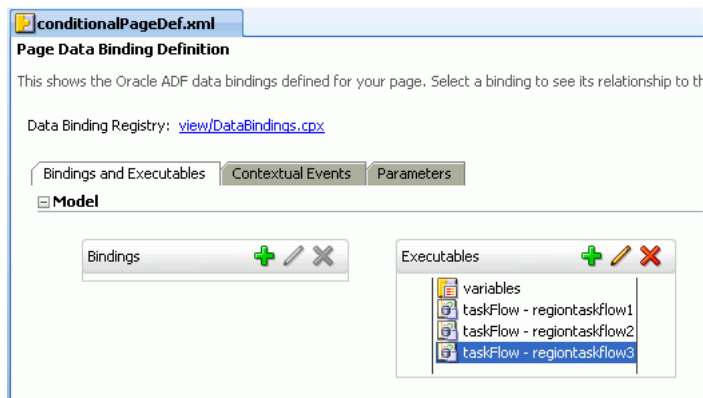 conditionalPageDef.xml
Page Data Binding Definition
This shows the Oracle ADF data bindings defined for your page. Select a binding to see its relationship to
Data Binding Registry: view/DataBindings.cpx
Bindings and Executables Contextual Events Parameters
Model
Bindings Executables
variables
taskFlow - regiontaskflow1
taskFlow - regiontaskflow2
taskFlow - regiontaskflow3